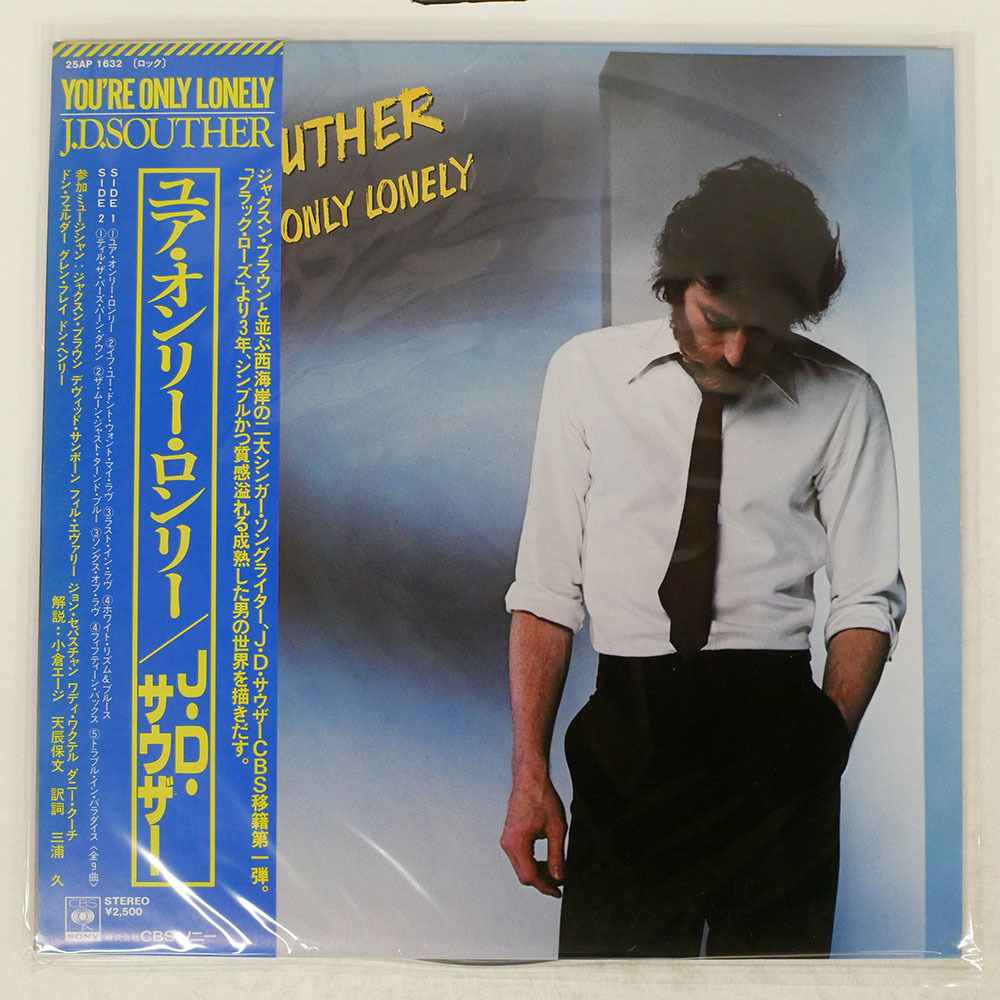 25AP 1632 〔ロック〕
YOU'RE ONLY LONELY
J.D.SOUTHER
UTHER
ONLY LONELY
ジャクスン・ブラウンと並ぶ西海岸の二大シンガー・ソングライター、J・D・サウザーCBS移籍第一弾。
「ブラック・ローズ」より3年、シンプルかつ質感溢れる成熟した男の世界を描きだす。
ユア・オンリー・ロンリー/J・D・サウザー
SIDE 1 ①ユア・オンリー・ロンリー ②イフ・ユー・ドント・ウォント・マイ・ラヴ ③ラスト・イン・ラヴ ④ホワイト・リズム&ブルース
SIDE 2 ①ティル・ザ・バーズ・バーン・ダウン ②ザ・ムーン・ジャスト・ターンド・ブルー ③ソングス・オブ・ラヴ ④フィフティーン・バックス ⑤トラブル・イン・パラダイス〈全9曲〉
参加ミュージシャン:ジャクスン・ブラウン デヴィッド・サンボーン フィル・エヴァリー ジョン・セバスチャン ワディ・ワクテル ダニー・クーチ
ドン・フェルダー グレン・フレイ ドン・ヘンリー
解説:小倉エージ 天辰保文 訳詞 三浦 久
CBS
SONY
STEREO
¥2,500
株式会社 CBS・ソニー